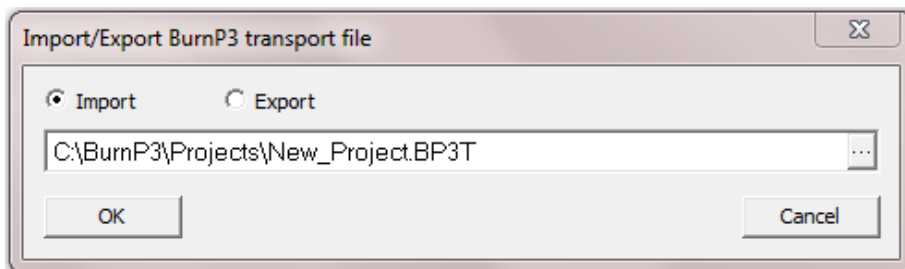 Import/Export BurnP3 transport file
Import Export
C:\BurnP3\Projects\New_Project.BP3T ...
OK Cancel